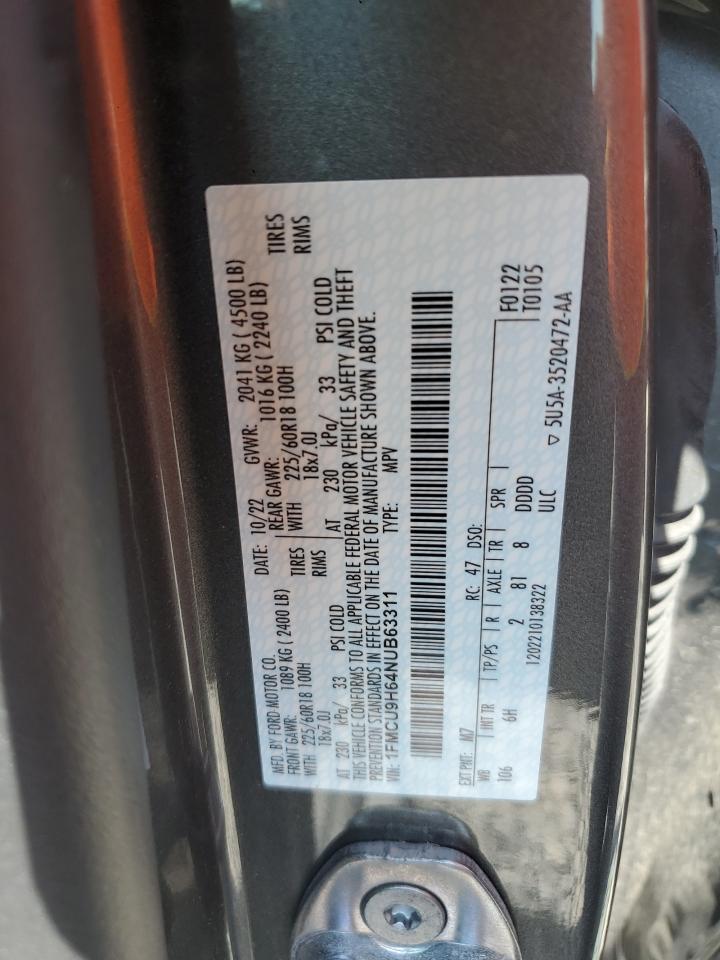 MFD. BY FORD MOTOR CO.
DATE: 10/22 GVWR: 2041 KG ( 4500 LB)
FRONT GAWR: 1089 KG ( 2400 LB) REAR GAWR: 1016 KG ( 2240 LB)
WITH 225/60R18 100H TIRES WITH 225/60R18 100H TIRES
18x7.0J RIMS 18x7.0J RIMS
AT 230 kPa/ 33 PSI COLD AT 230 kPa/ 33 PSI COLD
THIS VEHICLE CONFORMS TO ALL APPLICABLE FEDERAL MOTOR VEHICLE SAFETY AND THEFT
PREVENTION STANDARDS IN EFFECT ON THE DATE OF MANUFACTURE SHOWN ABOVE.
VIN: 1FMCU9H64NUB63311 TYPE: MPV
EXT PNT: M7 RC: 47 DSO: F0122
WB INT TR TP/PS R AXLE TR SPR T0105
106 6H 2 81 8 DDDD
1202210138322 ULC ▽ 5U5A-3520472-AA